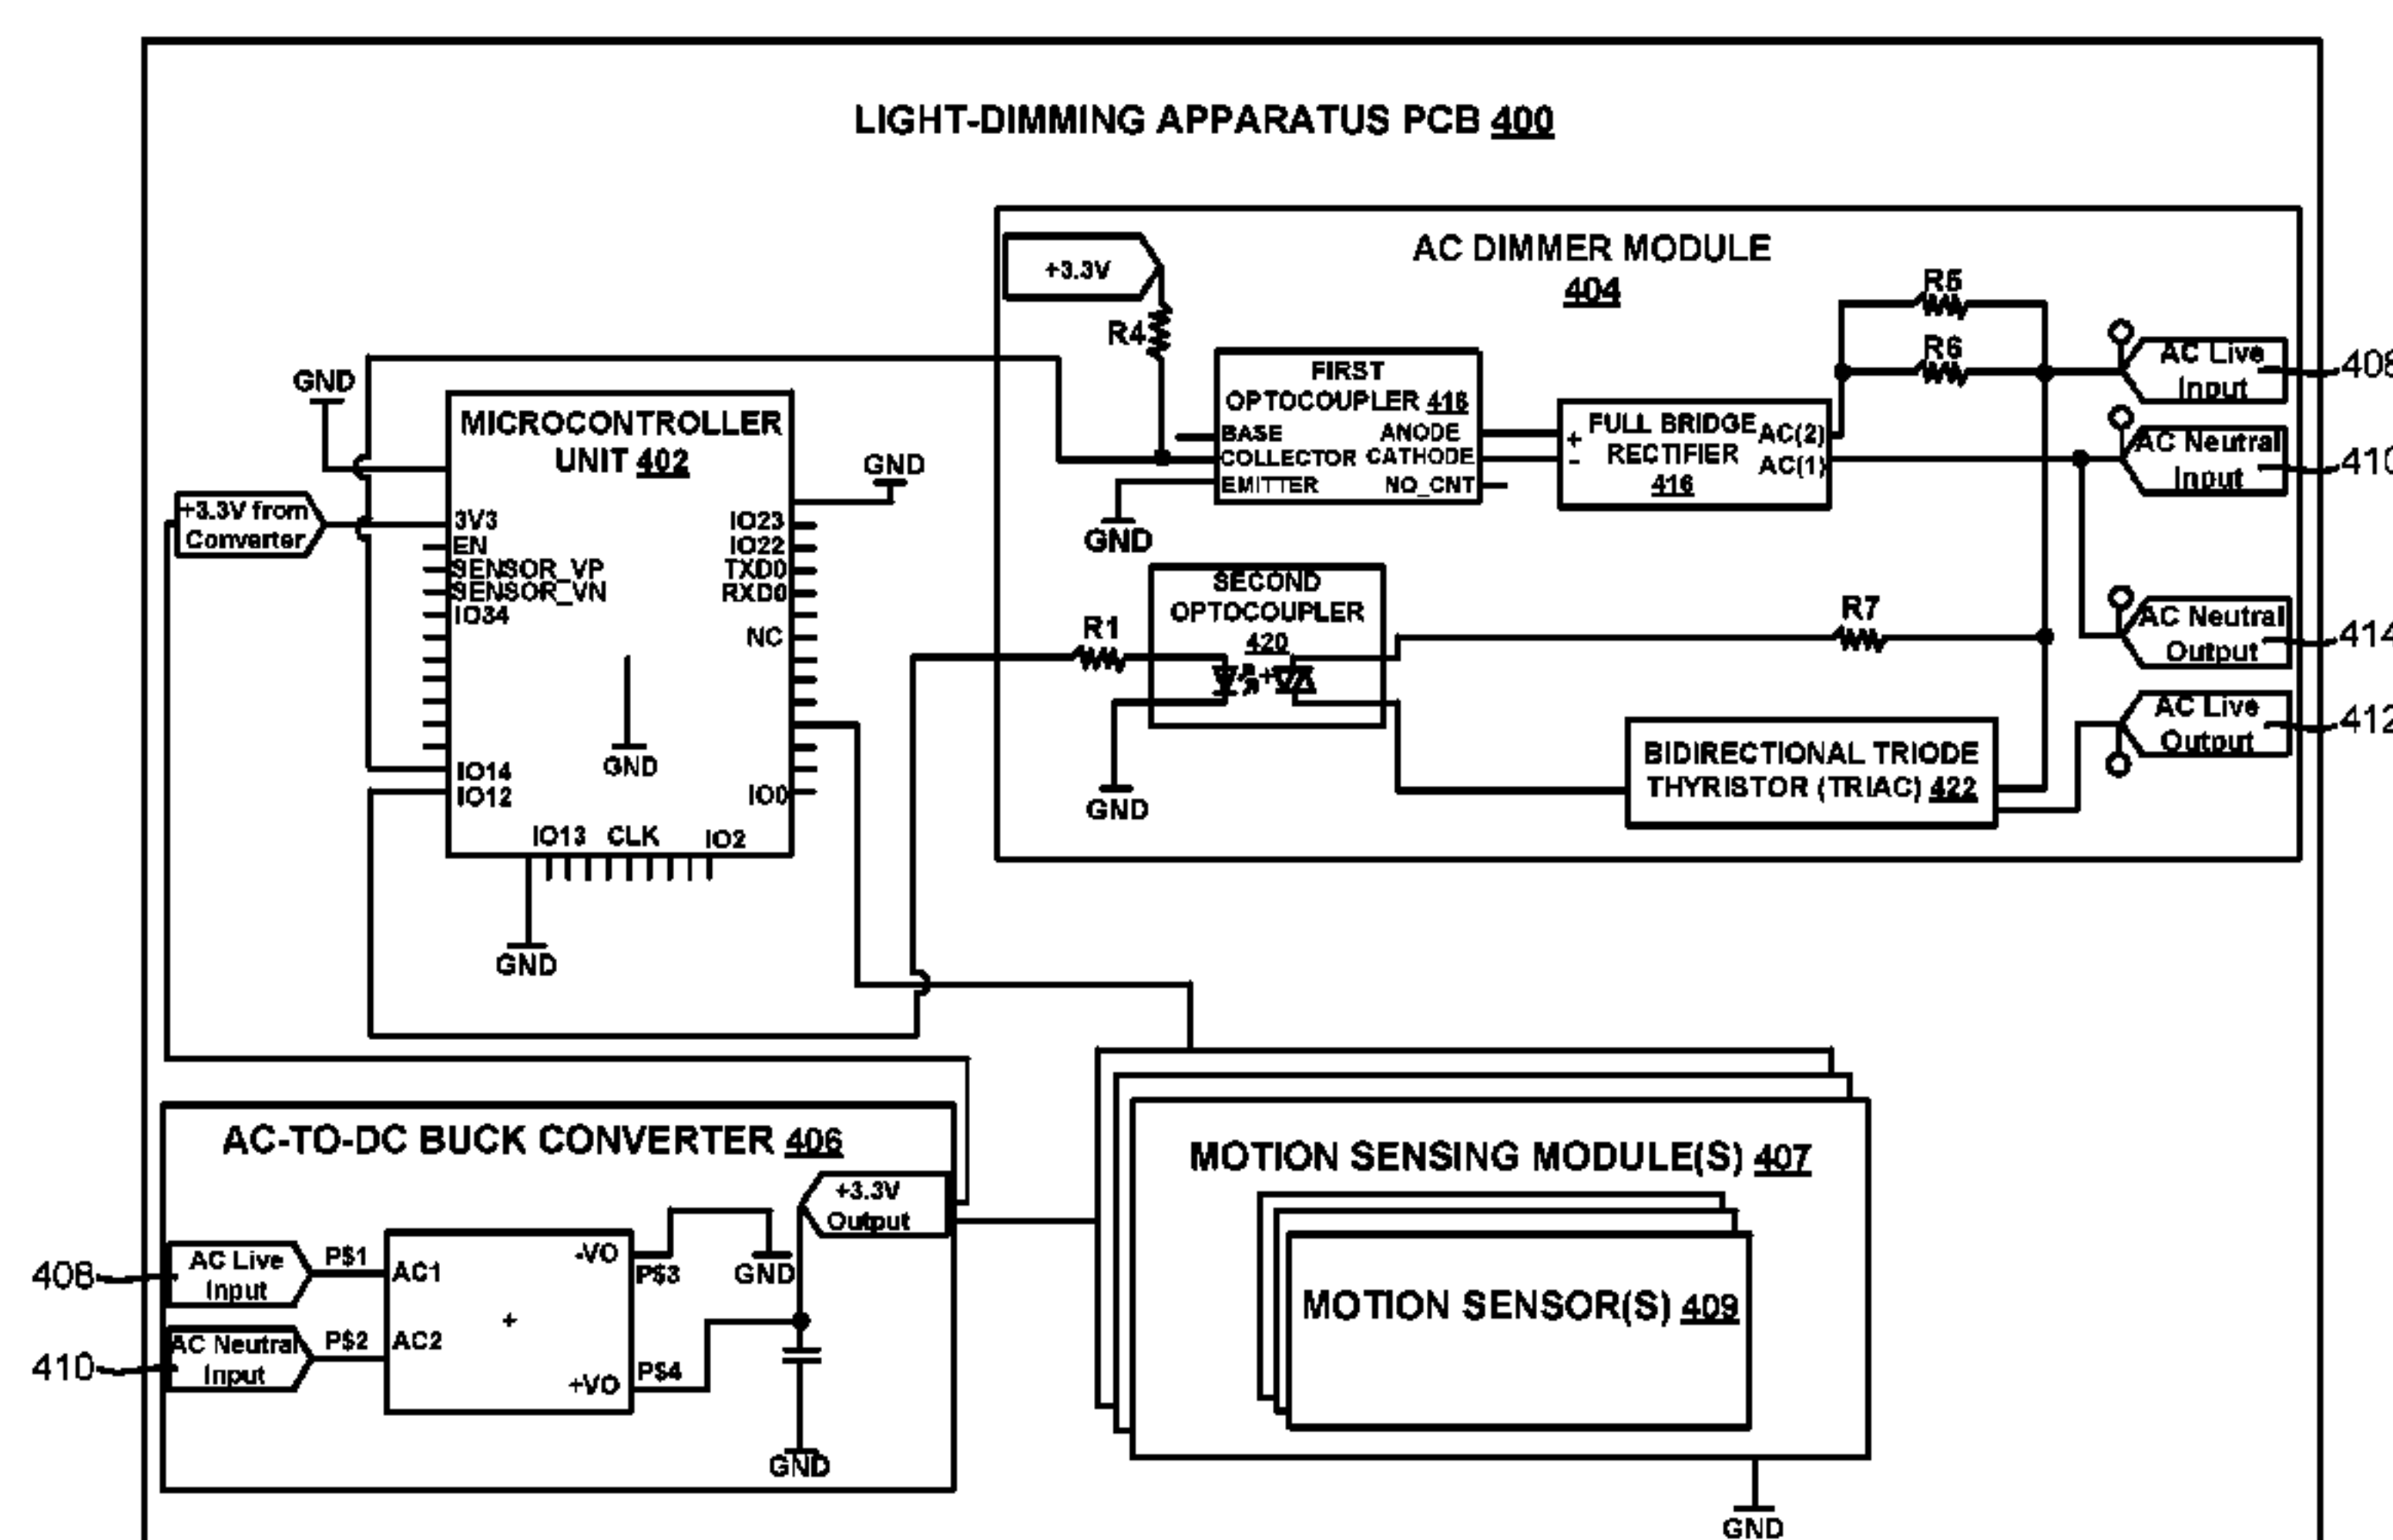 LIGHT-DIMMING APPARATUS PCB 400
AC DIMMER MODULE
404
+3.3V
R4
R5
R6
FIRST
OPTOCOUPLER 418
BASE
COLLECTOR
EMITTER
ANODE
CATHODE
NO_CNT
GND
FULL BRIDGE
RECTIFIER
416
+
-
AC(2)
AC(1)
AC Live
Input
408
AC Neutral
Input
410
AC Neutral
Output
414
AC Live
Output
412
SECOND
OPTOCOUPLER
420
R1
R7
GND
BIDIRECTIONAL TRIODE
THYRISTOR (TRIAC) 422
GND
MICROCONTROLLER
UNIT 402
GND
+3.3V from
Converter
3V3
EN
SENSOR_VP
SENSOR_VN
IO34
IO14
IO12
IO23
IO22
TXD0
RXD0
NC
IO0
GND
IO13 CLK IO2
GND
AC-TO-DC BUCK CONVERTER 406
+3.3V
Output
408
AC Live
Input
P$1
AC1
410
AC Neutral
Input
P$2
AC2
+
-VO
P$3
GND
+VO
P$4
GND
MOTION SENSING MODULE(S) 407
MOTION SENSOR(S) 409
GND